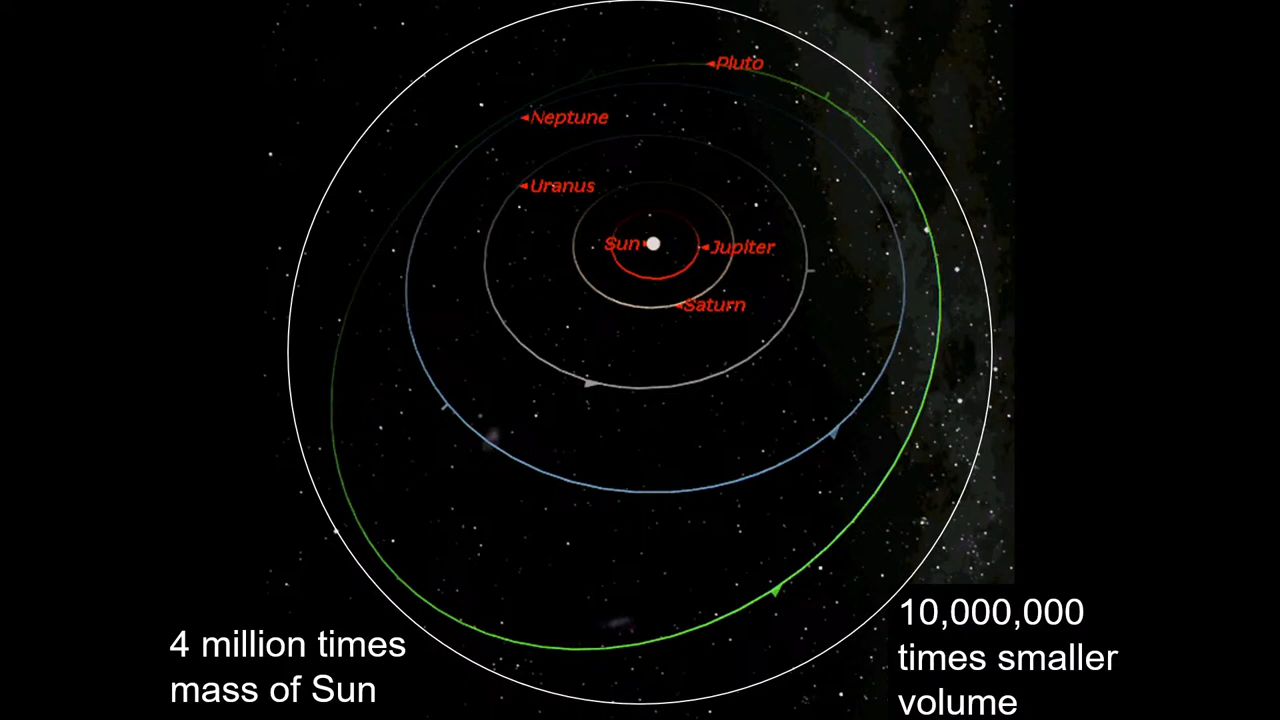 Pluto
Neptune
Uranus
Sun
Jupiter
Saturn
4 million times
mass of Sun
10,000,000
times smaller
volume